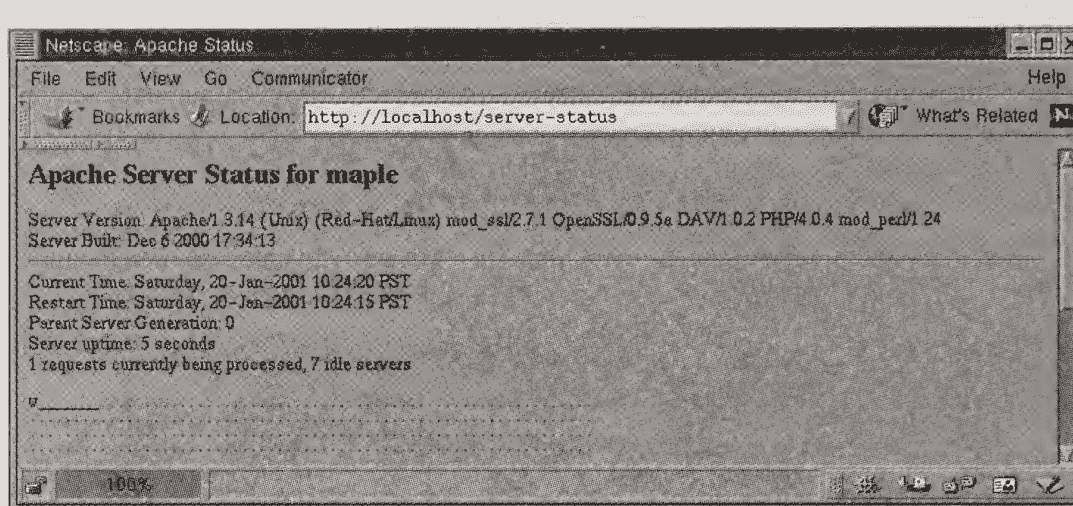 Netscape: Apache Status
File Edit View Go Communicator Help
Bookmarks Location: http://localhost/server-status What's Related N
Apache Server Status for maple
Server Version: Apache/1.3.14 (Unix) (Red-Hat/Linux) mod_ssl/2.7.1 OpenSSL/0.9.5a DAV/1.0.2 PHP/4.0.4 mod_perl/1.24
Server Built: Dec 6 2000 17:34:13
Current Time: Saturday, 20-Jan-2001 10:24:20 PST
Restart Time: Saturday, 20-Jan-2001 10:24:15 PST
Parent Server Generation: 0
Server uptime: 5 seconds
1 requests currently being processed, 7 idle servers
W_______
100%